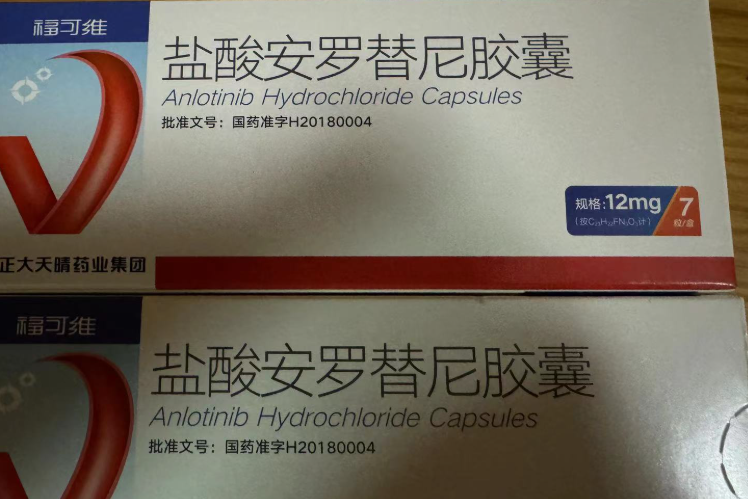 福可维
盐酸安罗替尼胶囊
Anlotinib Hydrochloride Capsules
批准文号：国药准字H20180004
规格:12mg
7
粒/盒
正大天晴药业集团
福可维
盐酸安罗替尼胶囊
Anlotinib Hydrochloride Capsules
批准文号：国药准字H20180004